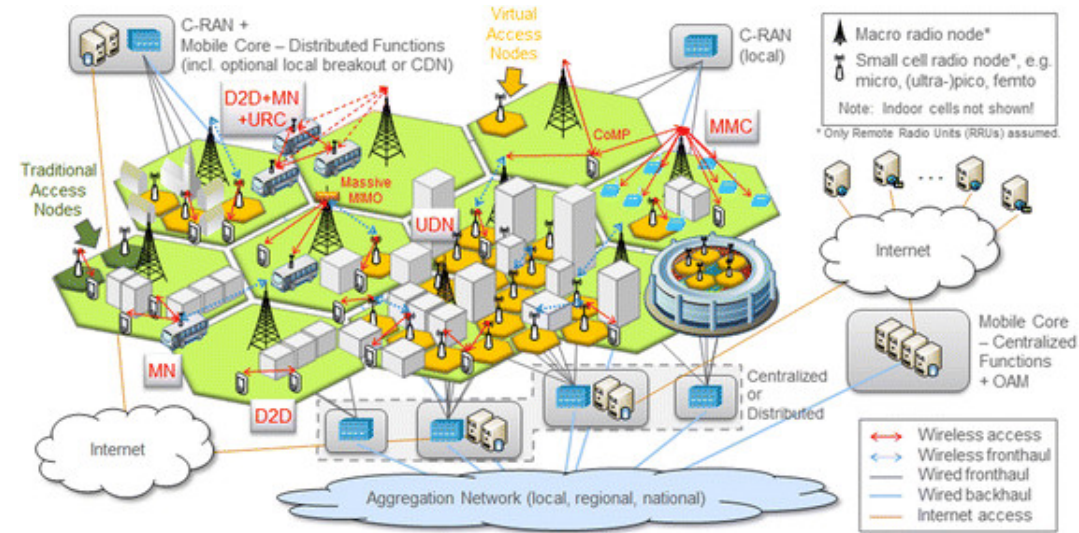 C-RAN +
Mobile Core – Distributed Functions
(incl. optional local breakout or CDN)
Virtual
Access
Nodes
C-RAN
(local)
Macro radio node*
Small cell radio node*, e.g.
micro, (ultra-)pico, femto
Note: Indoor cells not shown!
* Only Remote Radio Units (RRUs) assumed.
D2D+MN
+URC
CoMP
MMC
Traditional
Access
Nodes
Massive
MIMO
UDN
Internet
MN
D2D
Mobile Core
– Centralized
Functions
+ OAM
Centralized
or
Distributed
Internet
Aggregation Network (local, regional, national)
Wireless access
Wireless fronthaul
Wired fronthaul
Wired backhaul
Internet access